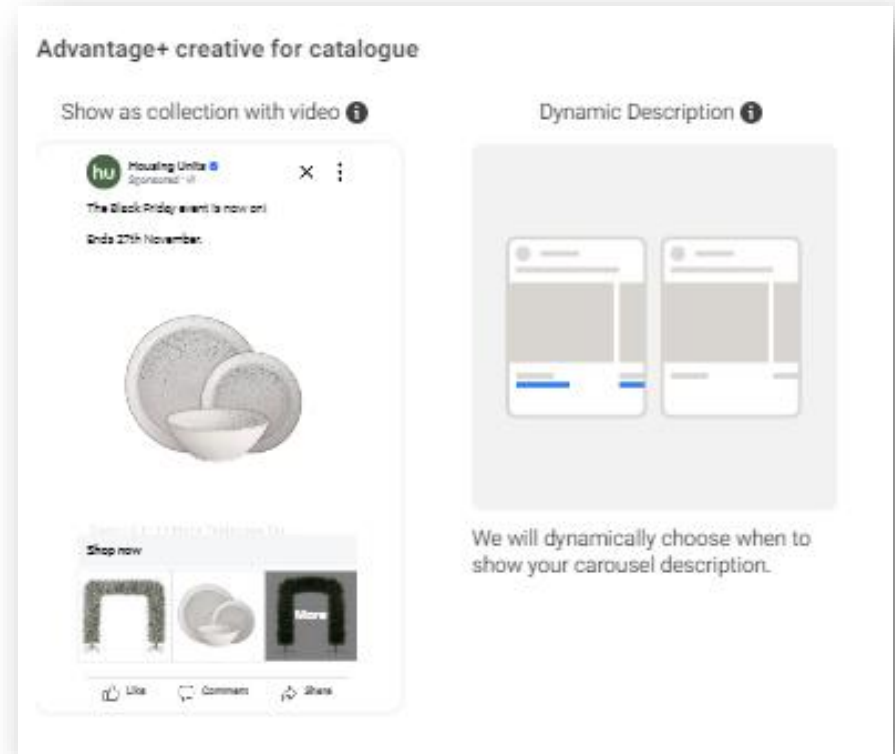 Advantage+ creative for catalogue
Show as collection with video
Dynamic Description
hu
Housing Units
Sponsored ·
The Black Friday event is now on!
Ends 27th November.
Shop now
More
Like Comment Share
We will dynamically choose when to
show your carousel description.